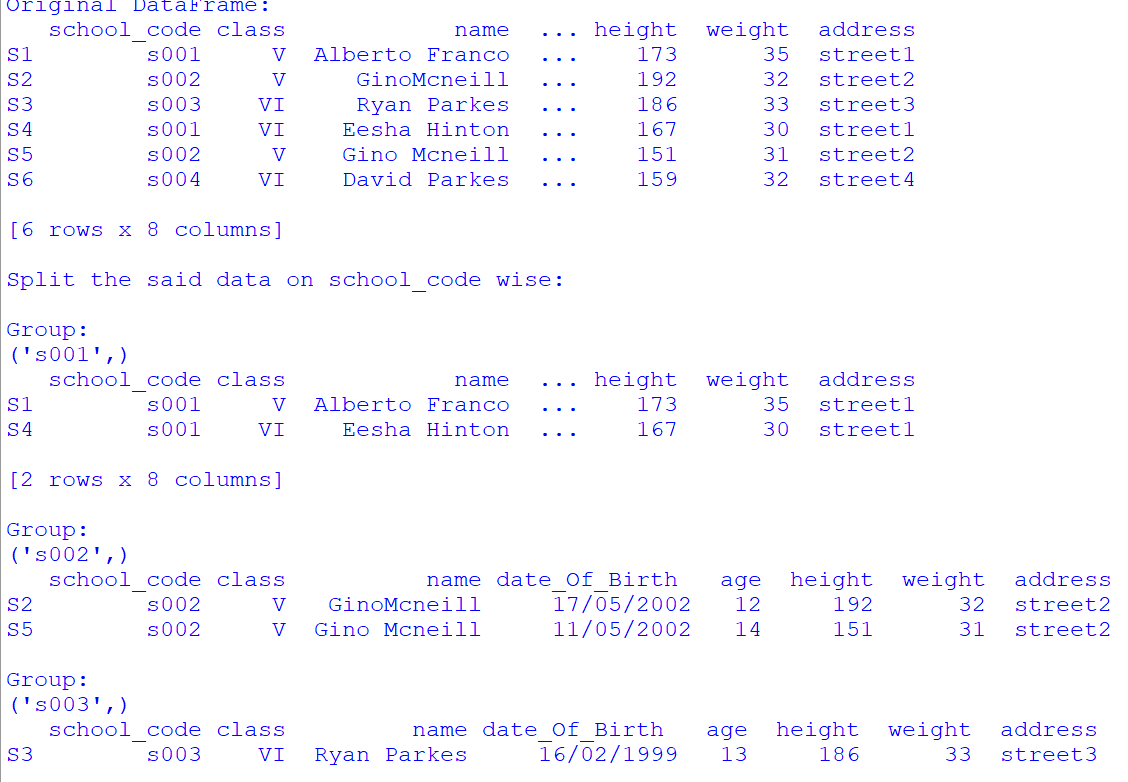 Original DataFrame:
   school_code class            name  ... height  weight  address
S1        s001     V  Alberto Franco  ...    173      35  street1
S2        s002     V     GinoMcneill  ...    192      32  street2
S3        s003    VI     Ryan Parkes  ...    186      33  street3
S4        s001    VI    Eesha Hinton  ...    167      30  street1
S5        s002     V    Gino Mcneill  ...    151      31  street2
S6        s004    VI    David Parkes  ...    159      32  street4
[6 rows x 8 columns]
Split the said data on school_code wise:
Group:
('s001',)
   school_code class            name  ... height  weight  address
S1        s001     V  Alberto Franco  ...    173      35  street1
S4        s001    VI    Eesha Hinton  ...    167      30  street1
[2 rows x 8 columns]
Group:
('s002',)
   school_code class          name date_Of_Birth   age  height  weight  address
S2        s002     V   GinoMcneill     17/05/2002   12     192      32  street2
S5        s002     V  Gino Mcneill     11/05/2002   14     151      31  street2
Group:
('s003',)
   school_code class         name date_Of_Birth   age  height  weight  address
S3        s003    VI  Ryan Parkes    16/02/1999   13     186      33  street3